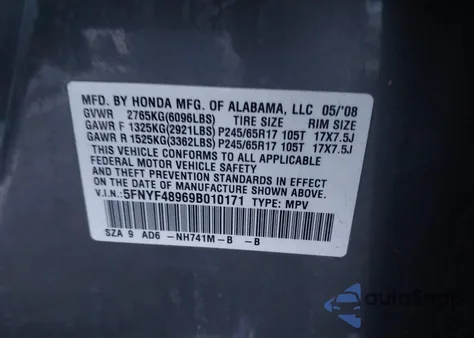 MFD. BY HONDA MFG. OF ALABAMA, LLC 05/'08
GVWR 2765KG(6096LBS) TIRE SIZE RIM SIZE
GAWR F 1325KG(2921LBS) P245/65R17 105T 17X7.5J
GAWR R 1525KG(3362LBS) P245/65R17 105T 17X7.5J
THIS VEHICLE CONFORMS TO ALL APPLICABLE
FEDERAL MOTOR VEHICLE SAFETY
AND THEFT PREVENTION STANDARDS IN EFFECT ON
THE DATE OF MANUFACTURE SHOWN ABOVE.
V.I.N.:5FNYF48969B010171 TYPE: MPV
SZA 9 AD6 -NH741M-B -B
autoStropp